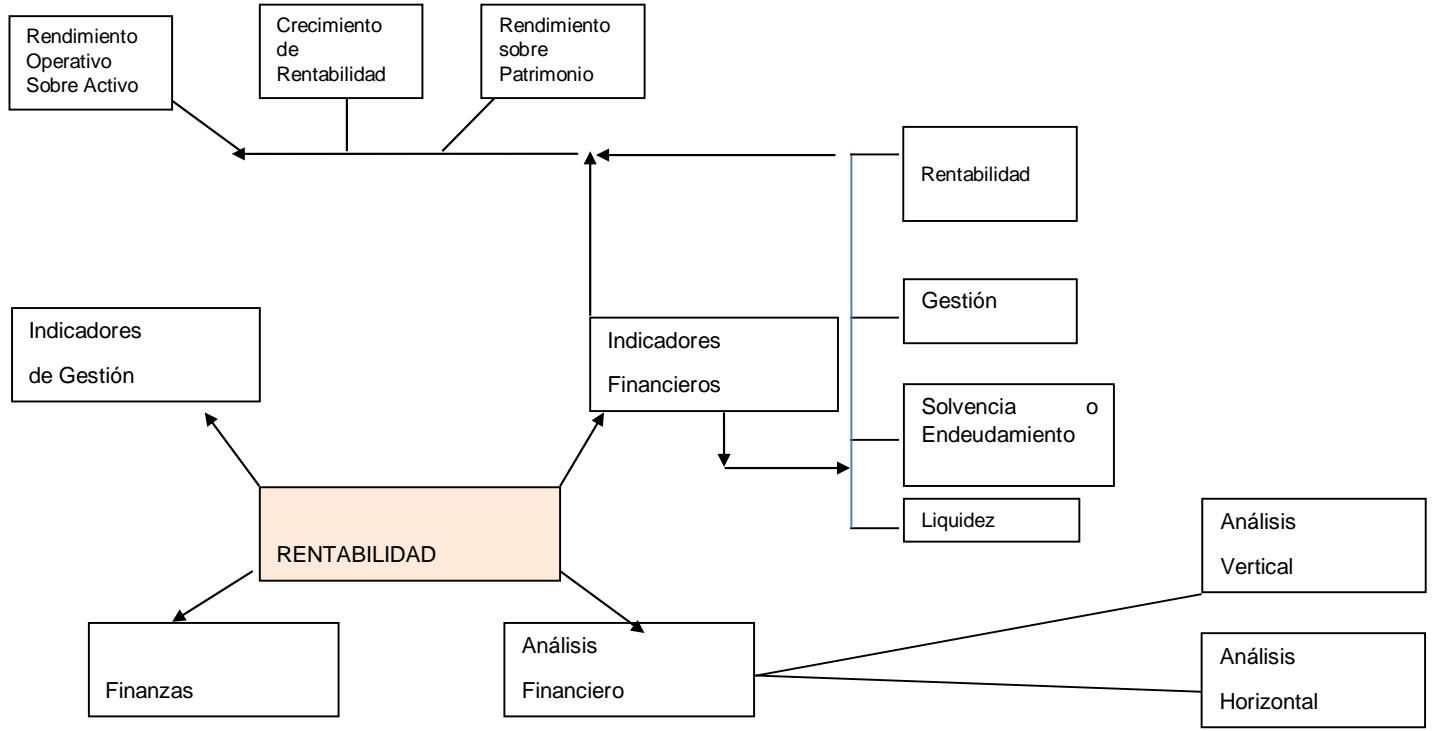 Rendimiento
Operativo
Sobre Activo
Crecimiento
de
Rentabilidad
Rendimiento
sobre
Patrimonio
Rentabilidad
Gestión
Indicadores
de Gestión
Indicadores
Financieros
Solvencia o
Endeudamiento
Liquidez
RENTABILIDAD
Análisis
Vertical
Finanzas
Análisis
Financiero
Análisis
Horizontal